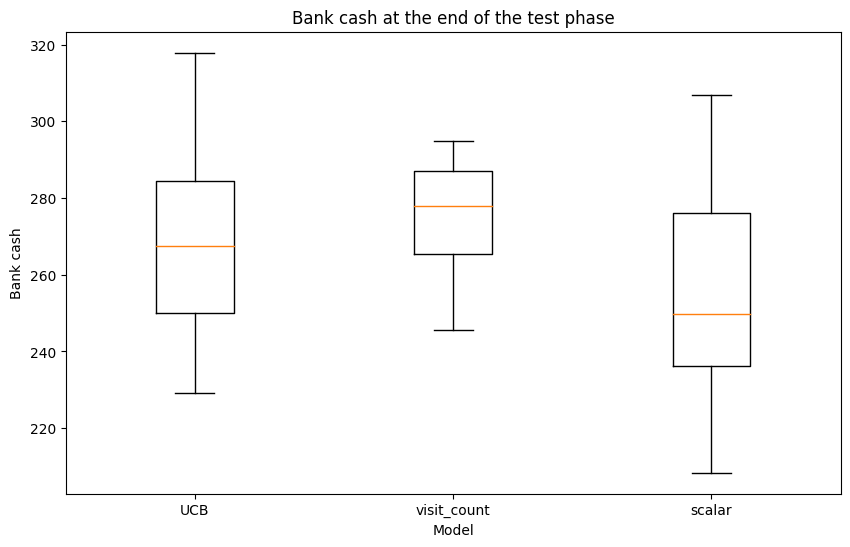 Bank cash at the end of the test phase
320
300
280
260
240
220
Bank cash
UCB
visit_count
scalar
Model